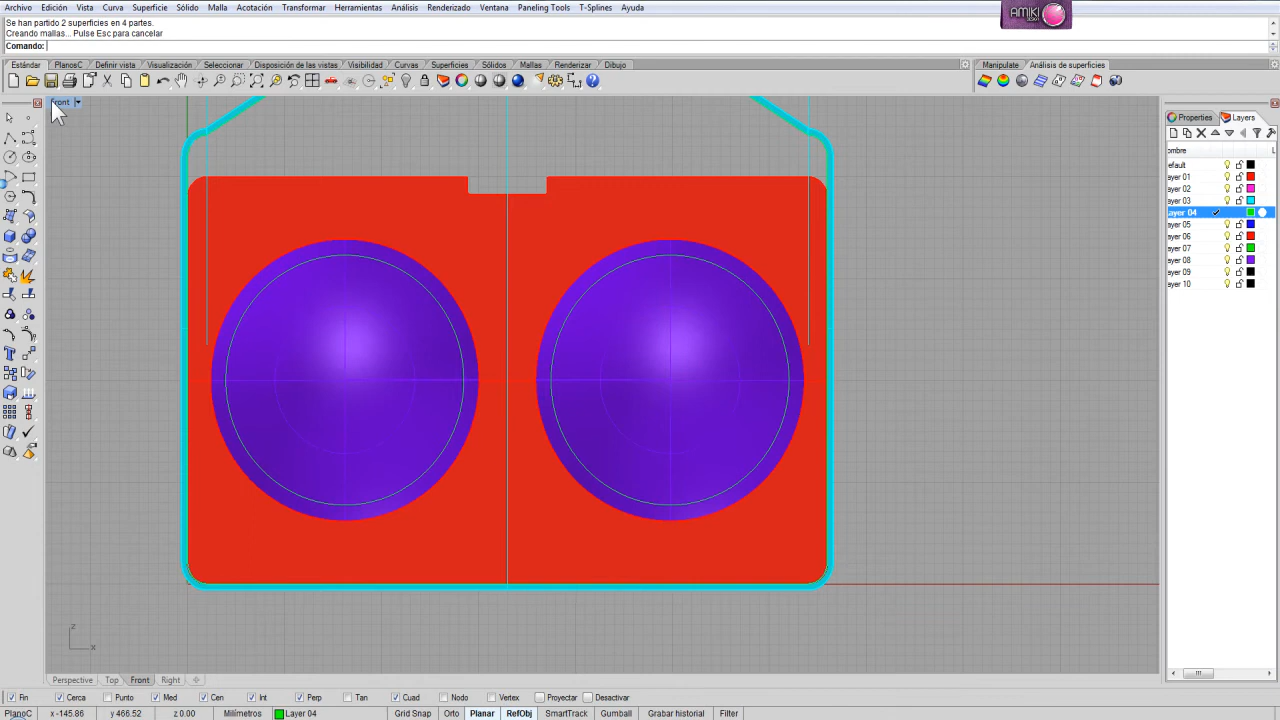 Archivo Edición Vista Curva Superficie Sólido Malla Acotación Transformar Herramientas Análisis Renderizado Ventana Paneling Tools T-Splines Ayuda
AMIKI
Se han partido 2 superficies en 4 partes.
Creando mallas... Pulse Esc para cancelar
Comando:
Estándar PlanosC Definir vista Visualización Seleccionar Disposición de las vistas Visibilidad Curvas Superficies Sólidos Mallas Renderizar Dibujo Manipulate Análisis de superficies
Front
Properties Layers
ombre L
efault
ayer 01
ayer 02
ayer 03
Layer 04
ayer 05
ayer 06
ayer 07
ayer 08
ayer 09
ayer 10
z
x
Perspective Top Front Right
Fin Cerca Punto Med Cen Int Perp Tan Cuad Nodo Vertex Proyectar Desactivar
PlanoC x -145.86 y 466.52 z 0.00 Milímetros Layer 04 Grid Snap Orto Planar RefObj SmartTrack Gumball Grabar historial Filter